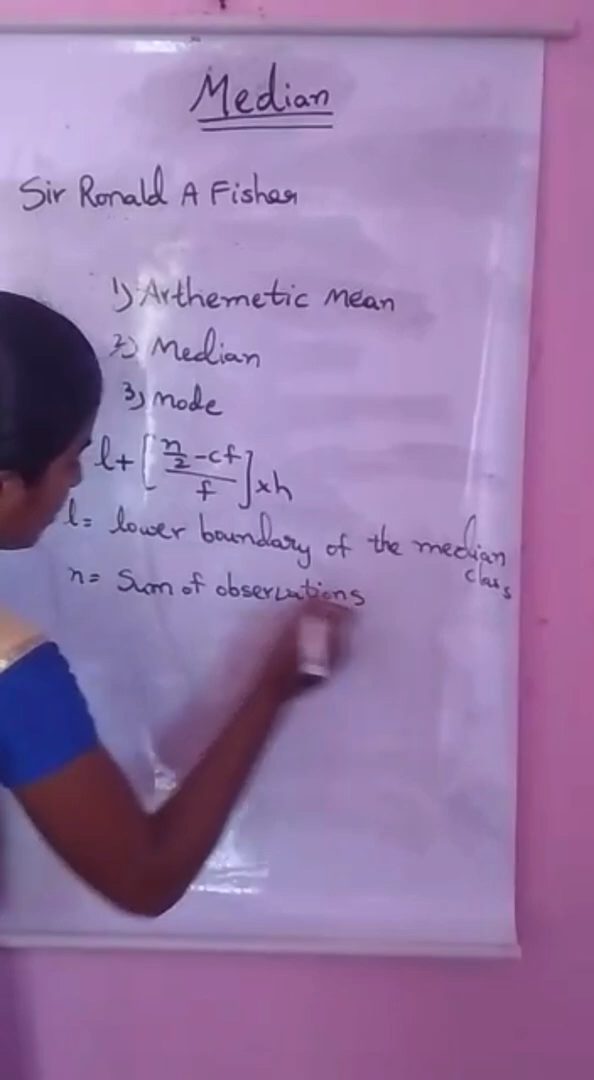 Median
Sir Ronald A Fisher
1) Arthemetic Mean
2) Median
3) mode
l+[n/2-cf/f]×h
l= lower boundary of the median class
n= Sum of observations